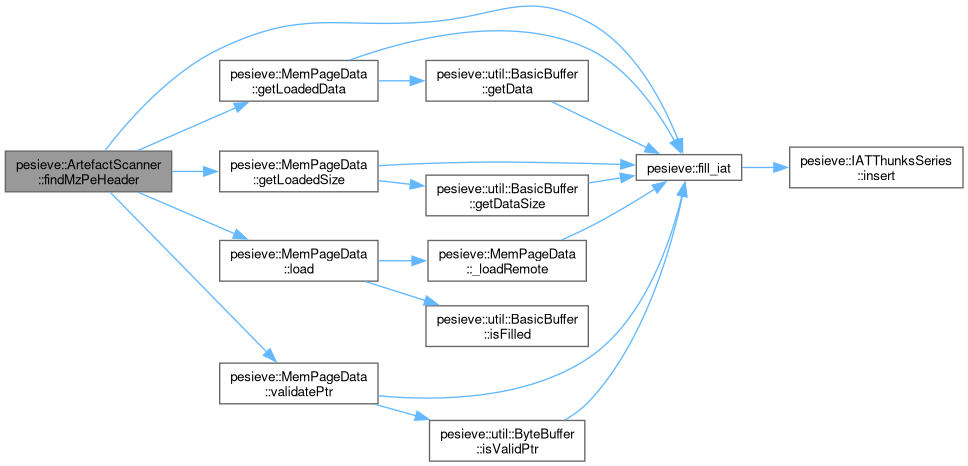 pesieve::ArtefactScanner
::findMzPeHeader
pesieve::MemPageData
::getLoadedData
pesieve::util::BasicBuffer
::getData
pesieve::MemPageData
::getLoadedSize
pesieve::util::BasicBuffer
::getDataSize
pesieve::fill_iat
pesieve::IATThunksSeries
::insert
pesieve::MemPageData
::load
pesieve::MemPageData
::_loadRemote
pesieve::util::BasicBuffer
::isFilled
pesieve::MemPageData
::validatePtr
pesieve::util::ByteBuffer
::isValidPtr